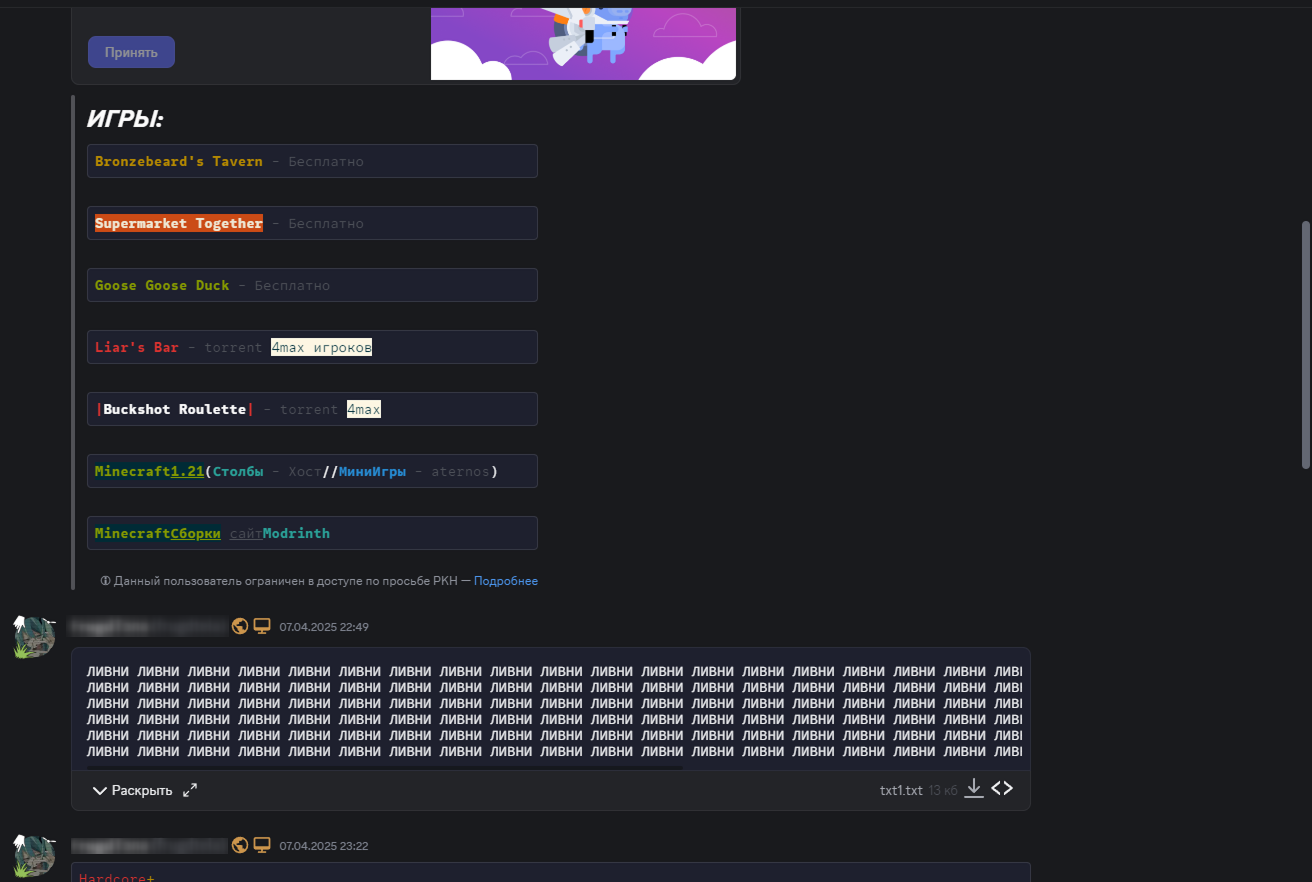 Принять
ИГРЫ:
Bronzebeard's Tavern - Бесплатно
Supermarket Together - Бесплатно
Goose Goose Duck - Бесплатно
Liar's Bar - torrent 4max игроков
|Buckshot Roulette| - torrent 4max
Minecraft1.21(Столбы - Хост//МиниИгры - aternos)
MinecraftСборки сайтModrinth
Данный пользователь ограничен в доступе по просьбе РКН — Подробнее
07.04.2025 22:49
ЛИВНИ ЛИВНИ ЛИВНИ ЛИВНИ ЛИВНИ ЛИВНИ ЛИВНИ ЛИВНИ ЛИВНИ ЛИВНИ ЛИВНИ ЛИВНИ ЛИВНИ ЛИВНИ ЛИВНИ ЛИВНИ ЛИВНИ ЛИВНИ
ЛИВНИ ЛИВНИ ЛИВНИ ЛИВНИ ЛИВНИ ЛИВНИ ЛИВНИ ЛИВНИ ЛИВНИ ЛИВНИ ЛИВНИ ЛИВНИ ЛИВНИ ЛИВНИ ЛИВНИ ЛИВНИ ЛИВНИ ЛИВНИ
ЛИВНИ ЛИВНИ ЛИВНИ ЛИВНИ ЛИВНИ ЛИВНИ ЛИВНИ ЛИВНИ ЛИВНИ ЛИВНИ ЛИВНИ ЛИВНИ ЛИВНИ ЛИВНИ ЛИВНИ ЛИВНИ ЛИВНИ ЛИВНИ
ЛИВНИ ЛИВНИ ЛИВНИ ЛИВНИ ЛИВНИ ЛИВНИ ЛИВНИ ЛИВНИ ЛИВНИ ЛИВНИ ЛИВНИ ЛИВНИ ЛИВНИ ЛИВНИ ЛИВНИ ЛИВНИ ЛИВНИ ЛИВНИ
ЛИВНИ ЛИВНИ ЛИВНИ ЛИВНИ ЛИВНИ ЛИВНИ ЛИВНИ ЛИВНИ ЛИВНИ ЛИВНИ ЛИВНИ ЛИВНИ ЛИВНИ ЛИВНИ ЛИВНИ ЛИВНИ ЛИВНИ ЛИВНИ
ЛИВНИ ЛИВНИ ЛИВНИ ЛИВНИ ЛИВНИ ЛИВНИ ЛИВНИ ЛИВНИ ЛИВНИ ЛИВНИ ЛИВНИ ЛИВНИ ЛИВНИ ЛИВНИ ЛИВНИ ЛИВНИ ЛИВНИ ЛИВНИ
Раскрыть txt1.txt 13 кб
07.04.2025 23:22
Hardcore+